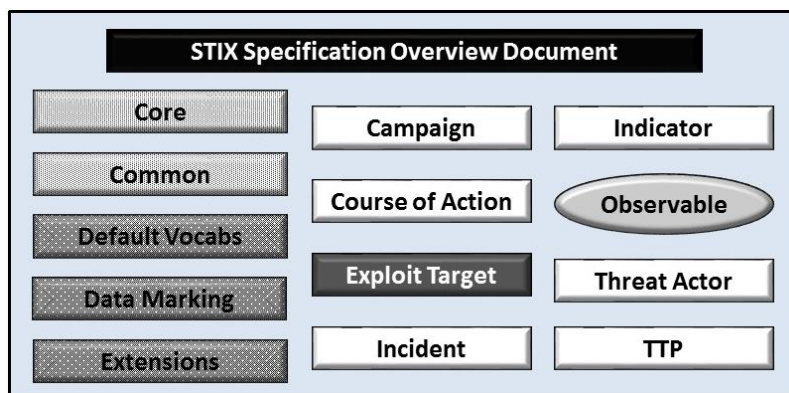 STIX Specification Overview Document
Core
Common
Default Vocabs
Data Marking
Extensions
Campaign
Course of Action
Exploit Target
Incident
Indicator
Observable
Threat Actor
TTP